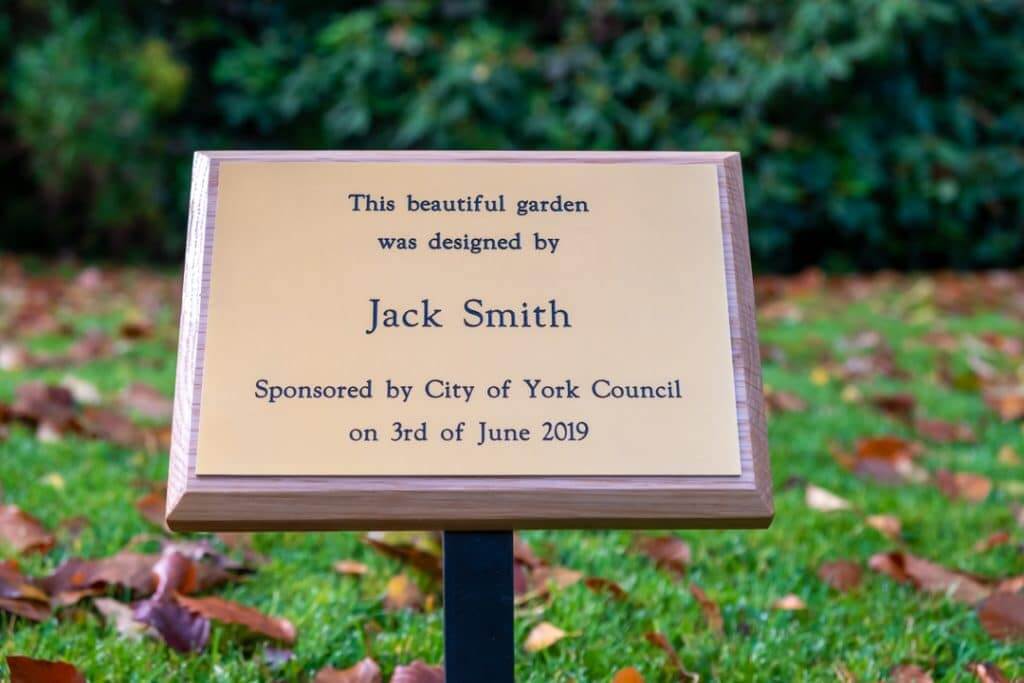 This beautiful garden
was designed by
Jack Smith
Sponsored by City of York Council
on 3rd of June 2019